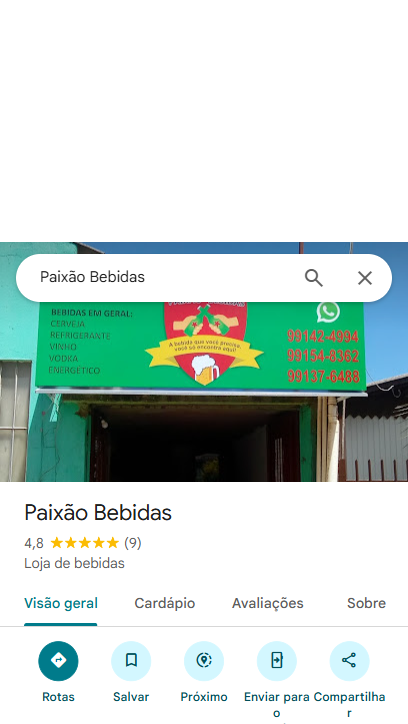 Paixão Bebidas
BEBIDAS EM GERAL:
CERVEJA
REFRIGERANTE
VINHO
VODKA
ENERGÉTICO
A bebida que você precisa,
você só encontra aqui!
99142-4994
99154-8362
99137-6488
Paixão Bebidas
4,8 (9)
Loja de bebidas
Visão geral Cardápio Avaliações Sobre
Rotas Salvar Próximo Enviar para o Compartilhar